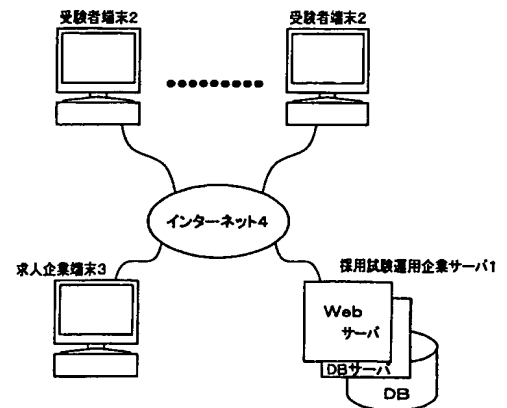 受験者端末2
受験者端末2
インターネット4
求人企業端末3
採用試験運用企業サーバ1
Web
サーバ
DBサーバ
DB